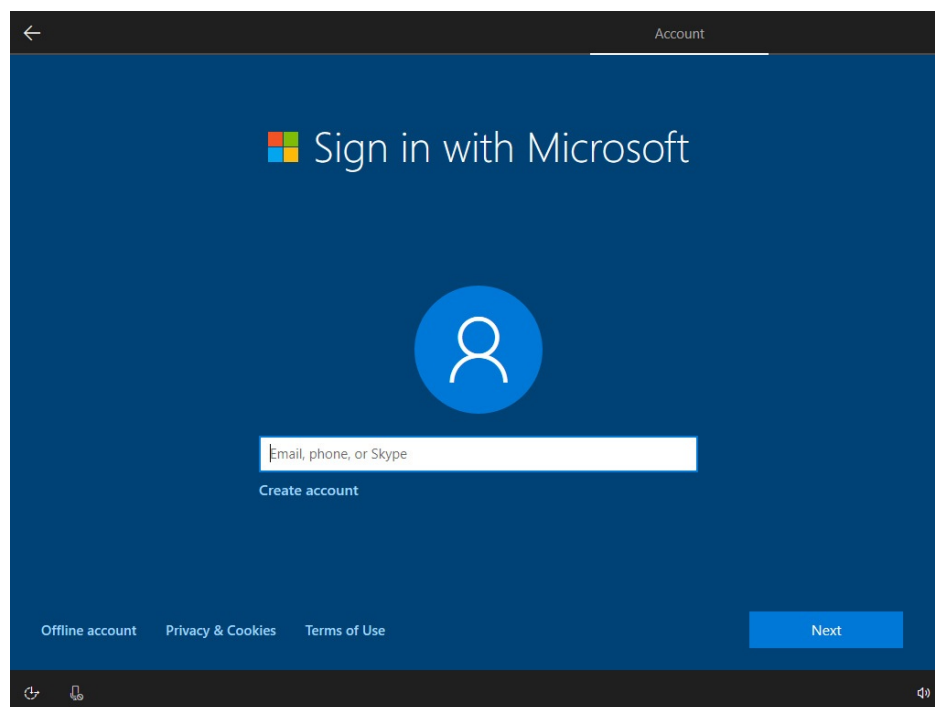 Account
Sign in with Microsoft
Email, phone, or Skype
Create account
Offline account Privacy & Cookies Terms of Use Next